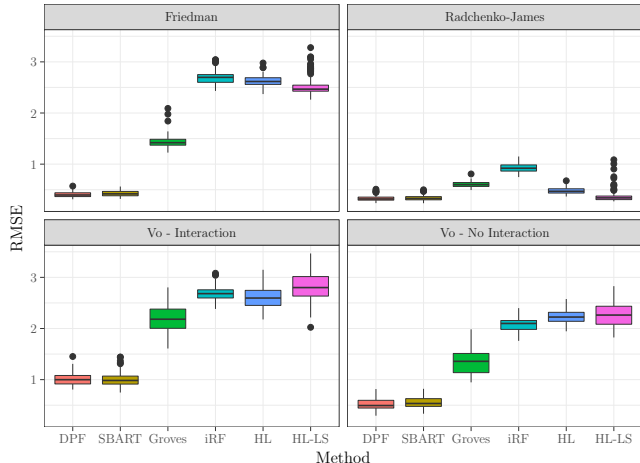 Friedman
Radchenko-James
3
2
1
RMSE
Vo - Interaction
Vo - No Interaction
3
2
1
DPF SBART Groves iRF HL HL-LS
DPF SBART Groves iRF HL HL-LS
Method